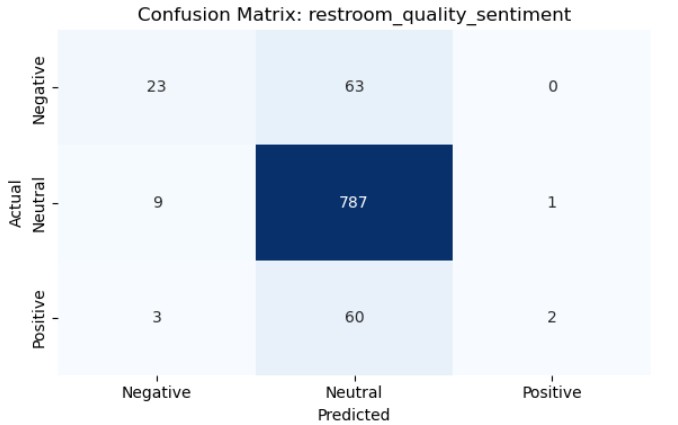 Confusion Matrix: restroom_quality_sentiment
Actual
Negative 23 63 0
Neutral 9 787 1
Positive 3 60 2
Negative Neutral Positive
Predicted